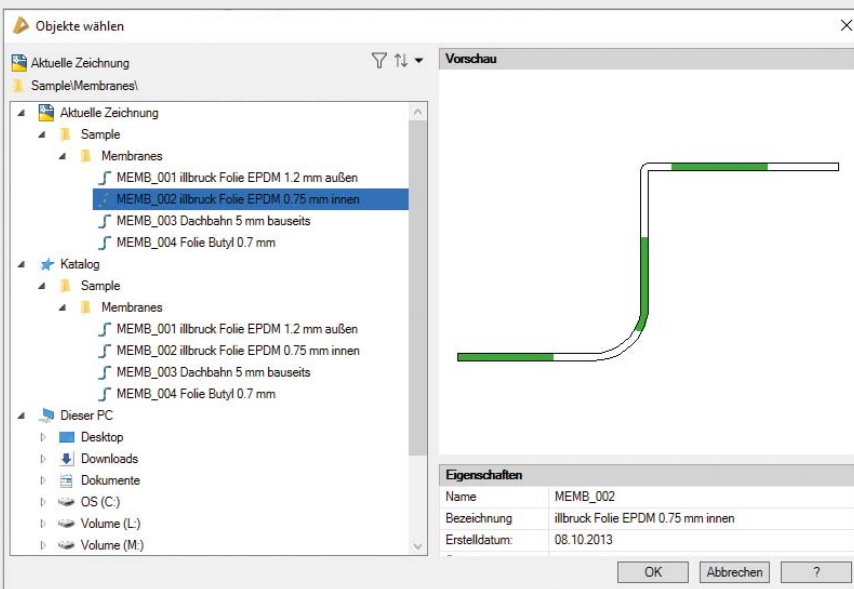 Objekte wählen
Aktuelle Zeichnung
Sample\Membranes\
Aktuelle Zeichnung
Sample
Membranes
MEMB_001 illbruck Folie EPDM 1.2 mm außen
MEMB_002 illbruck Folie EPDM 0.75 mm innen
MEMB_003 Dachbahn 5 mm bauseits
MEMB_004 Folie Butyl 0.7 mm
Katalog
Sample
Membranes
MEMB_001 illbruck Folie EPDM 1.2 mm außen
MEMB_002 illbruck Folie EPDM 0.75 mm innen
MEMB_003 Dachbahn 5 mm bauseits
MEMB_004 Folie Butyl 0.7 mm
Dieser PC
Desktop
Downloads
Dokumente
OS (C:)
Volume (L:)
Volume (M:)
Vorschau
Eigenschaften
Name MEMB_002
Bezeichnung illbruck Folie EPDM 0.75 mm innen
Erstelldatum: 08.10.2013
OK Abbrechen ?